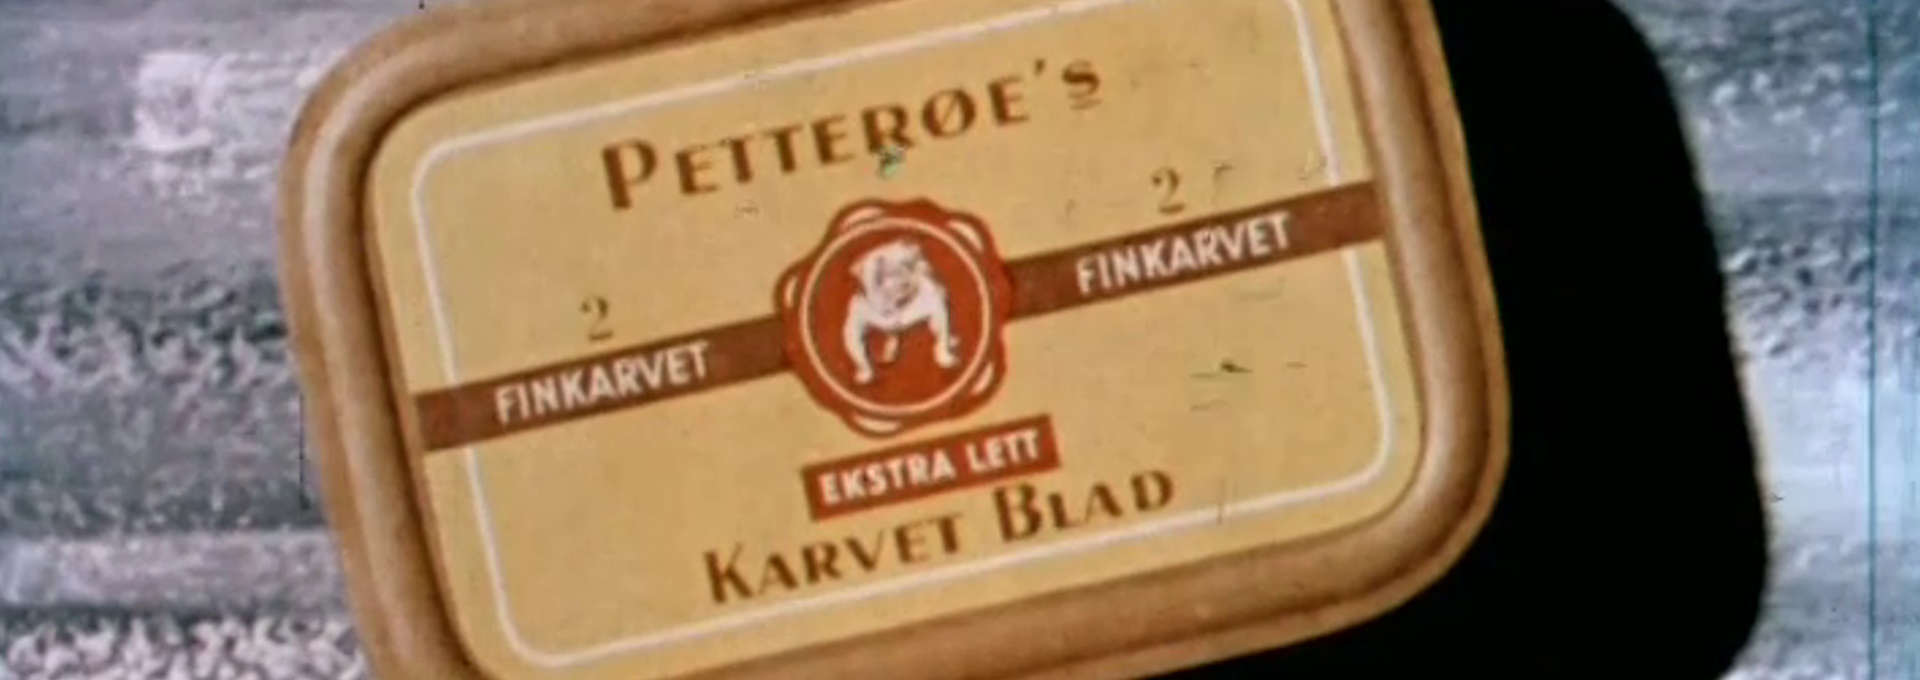 PETTERØE's
2
2
FINKARVET
FINKARVET
EKSTRA LETT
KARVET BLAD